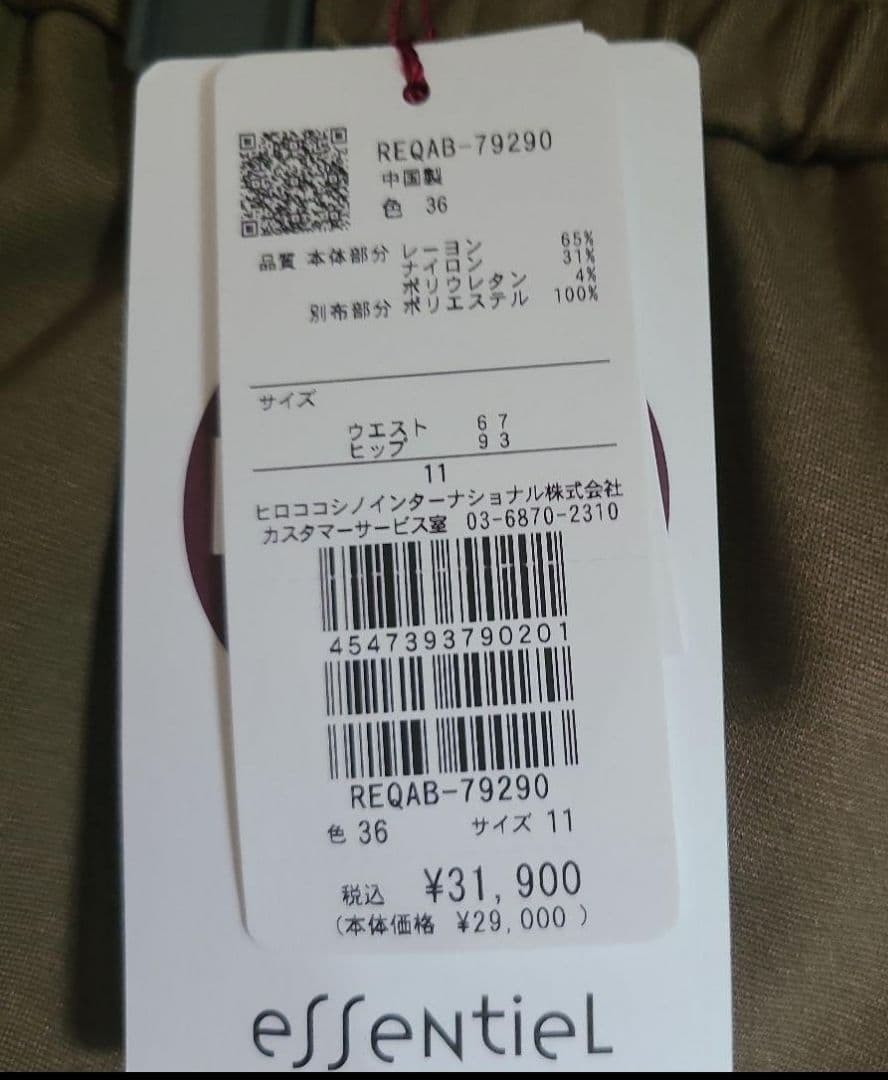 REQAB-79290
中国製
色 36
品質 本体部分 レーヨン 65%
ナイロン 31%
ポリウレタン 4%
別布部分 ポリエステル 100%
サイズ
ウエスト 67
ヒップ 93
11
ヒロココシノインターナショナル株式会社
カスタマーサービス室 03-6870-2310
4547393790201
REQAB-79290
色 36 サイズ 11
税込 ¥31,900
(本体価格 ¥29,000)
essentiel